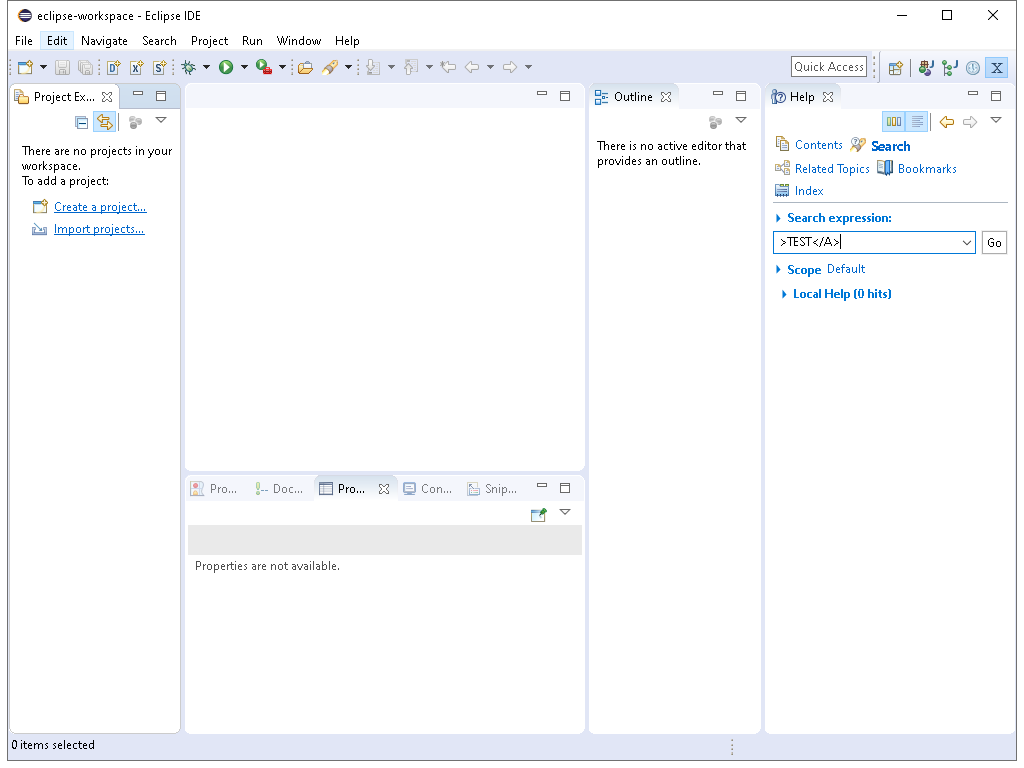 eclipse-workspace - Eclipse IDE
File Edit Navigate Search Project Run Window Help
Quick Access
Project Ex...
There are no projects in your
workspace.
To add a project:
Create a project...
Import projects...
Outline
There is no active editor that
provides an outline.
Help
Contents Search
Related Topics Bookmarks
Index
Search expression:
>TEST</A>
Go
Scope Default
Local Help (0 hits)
Pro... Doc... Pro... Con... Snip...
Properties are not available.
0 items selected